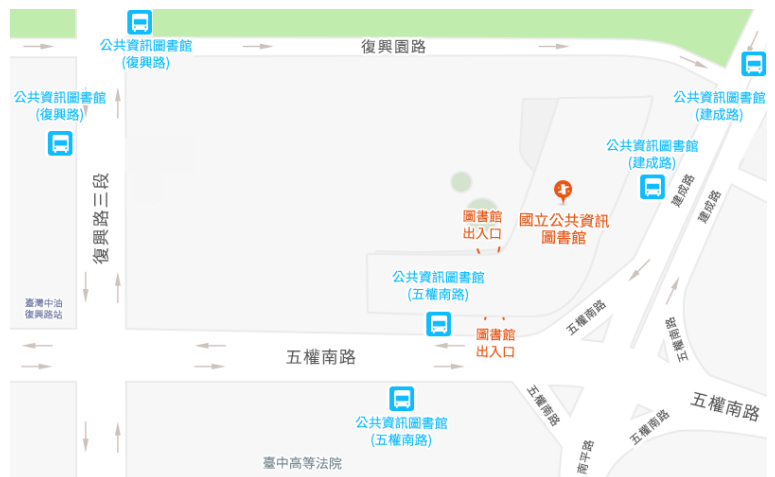 公共資訊圖書館
(復興路)
復興園路
公共資訊圖書館
(復興路)
公共資訊圖書館
(建成路)
公共資訊圖書館
(建成路)
復興路三段
建成路
建成路
圖書館
出入口
國立公共資訊
圖書館
公共資訊圖書館
(五權南路)
臺灣中油
復興路站
五權南路
圖書館
出入口
五權南路
五權南路
五權南路
五權南路
公共資訊圖書館
(五權南路)
五權南路
南平路
臺中高等法院